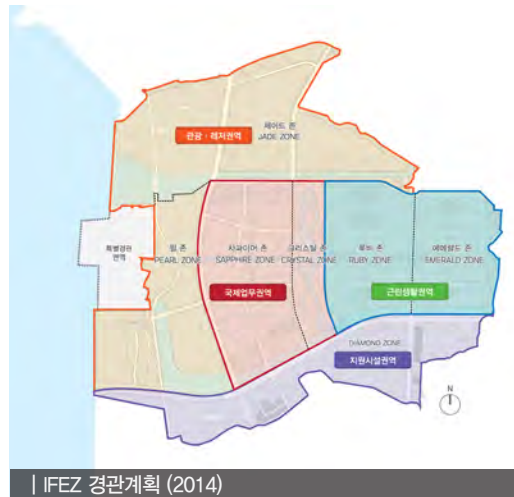 제이드 존
JADE ZONE
관광·레저권역
특별경관
권역
펄 존
PEARL ZONE
사파이어 존
SAPPHIRE ZONE
크리스탈 존
CRYSTAL ZONE
루비 존
RUBY ZONE
에메랄드 존
EMERALD ZONE
국제업무권역
근린생활권역
DIAMOND ZONE
지원시설권역
N
| IFEZ 경관계획 (2014)